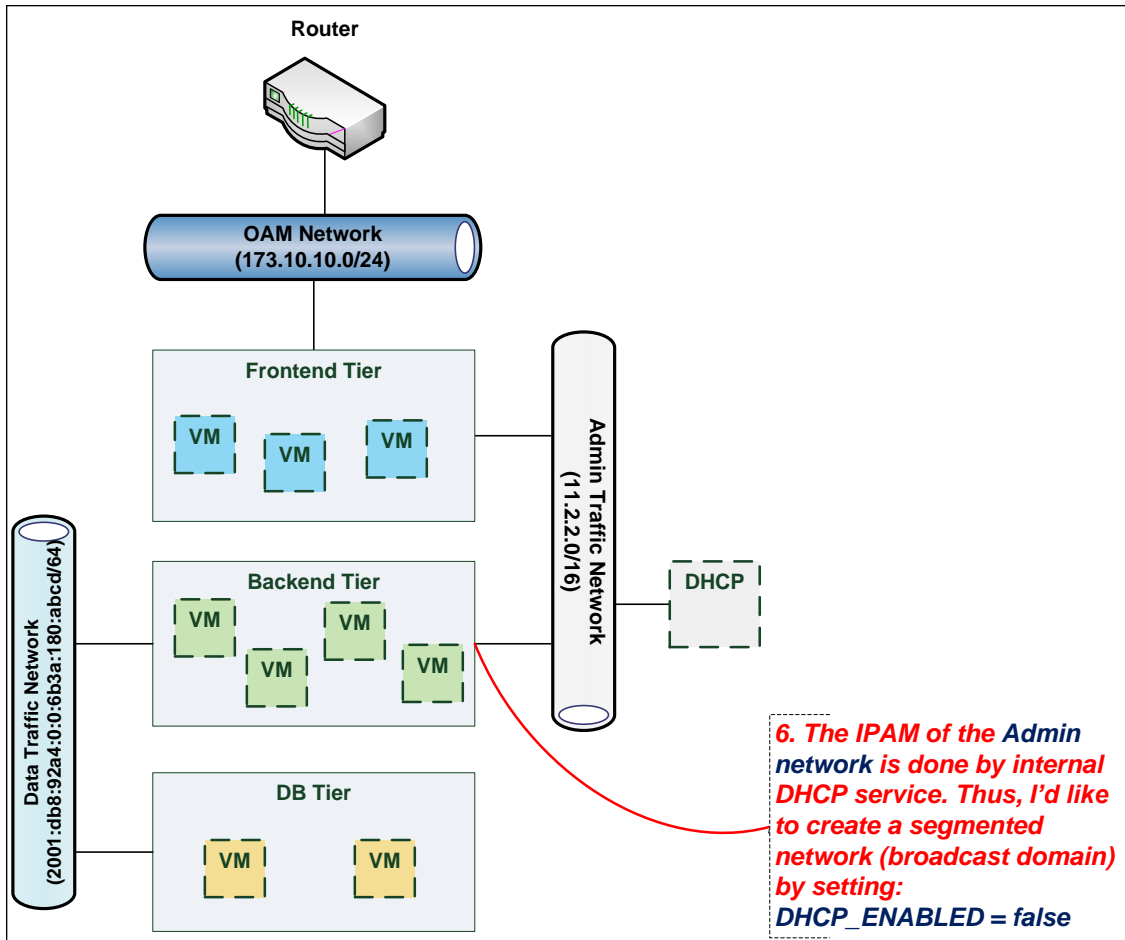 Router
OAM Network
(173.10.10.0/24)
Frontend Tier
VM
VM
VM
Admin Traffic Network
(11.2.2.0/16)
Backend Tier
VM
VM
VM
VM
DHCP
Data Traffic Network
(2001:db8:92a4:0:0:6b3a:180:abcd/64)
DB Tier
VM
VM
6. The IPAM of the Admin
network is done by internal
DHCP service. Thus, I’d like
to create a segmented
network (broadcast domain)
by setting:
DHCP_ENABLED = false